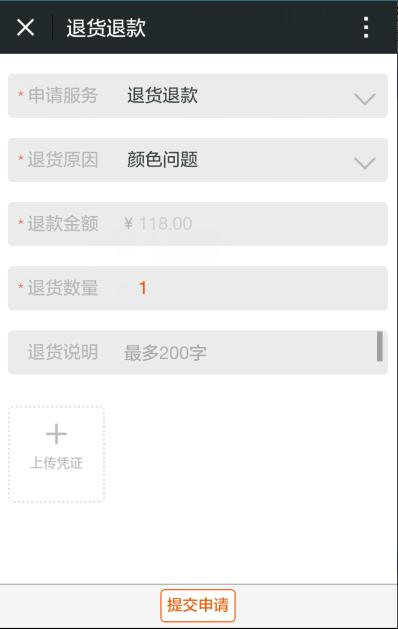 退货退款
* 申请服务 退货退款
* 退货原因 颜色问题
* 退款金额 ¥ 118.00
* 退货数量 1
退货说明 最多200字
上传凭证
提交申请